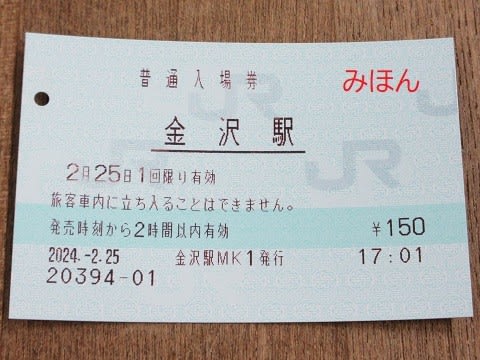 普通入場券
みほん
金沢駅
2月25日1回限り有効
旅客車内に立ち入ることはできません。
発売時刻から2時間以内有効 ¥150
2024.-2.25 金沢駅MK1発行 17:01
20394-01
JR
JR